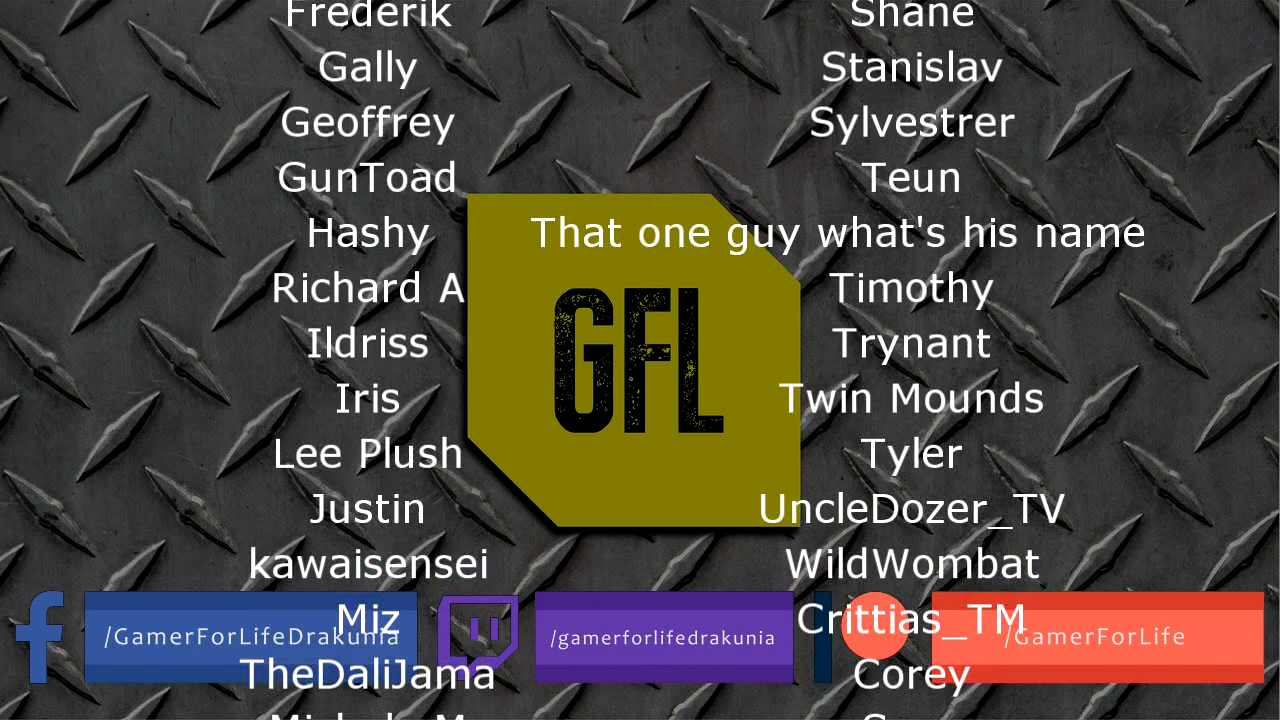 Frederik
Gally
Geoffrey
GunToad
Hashy
Richard A
Ildriss
Iris
Lee Plush
Justin
kawaisensei
Miz
TheDaliJama
Shane
Stanislav
Sylvestrer
Teun
That one guy what's his name
Timothy
Trynant
Twin Mounds
Tyler
UncleDozer_TV
WildWombat
Crittias_TM
Corey
GFL
/GamerForLifeDrakunia
/gamerforlifedrakunia
/GamerForLife